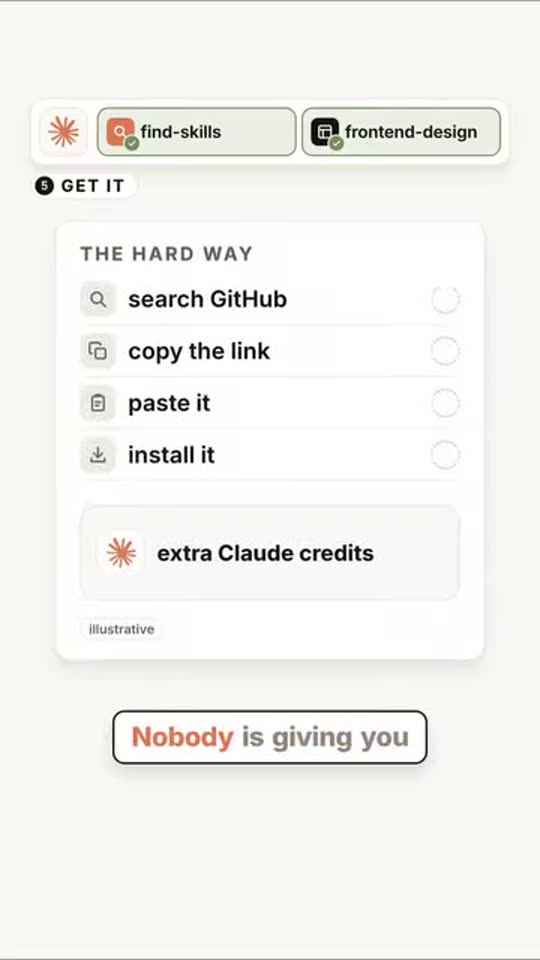 find-skills
frontend-design
5 GET IT
THE HARD WAY
search GitHub
copy the link
paste it
install it
extra Claude credits
illustrative
Nobody is giving you